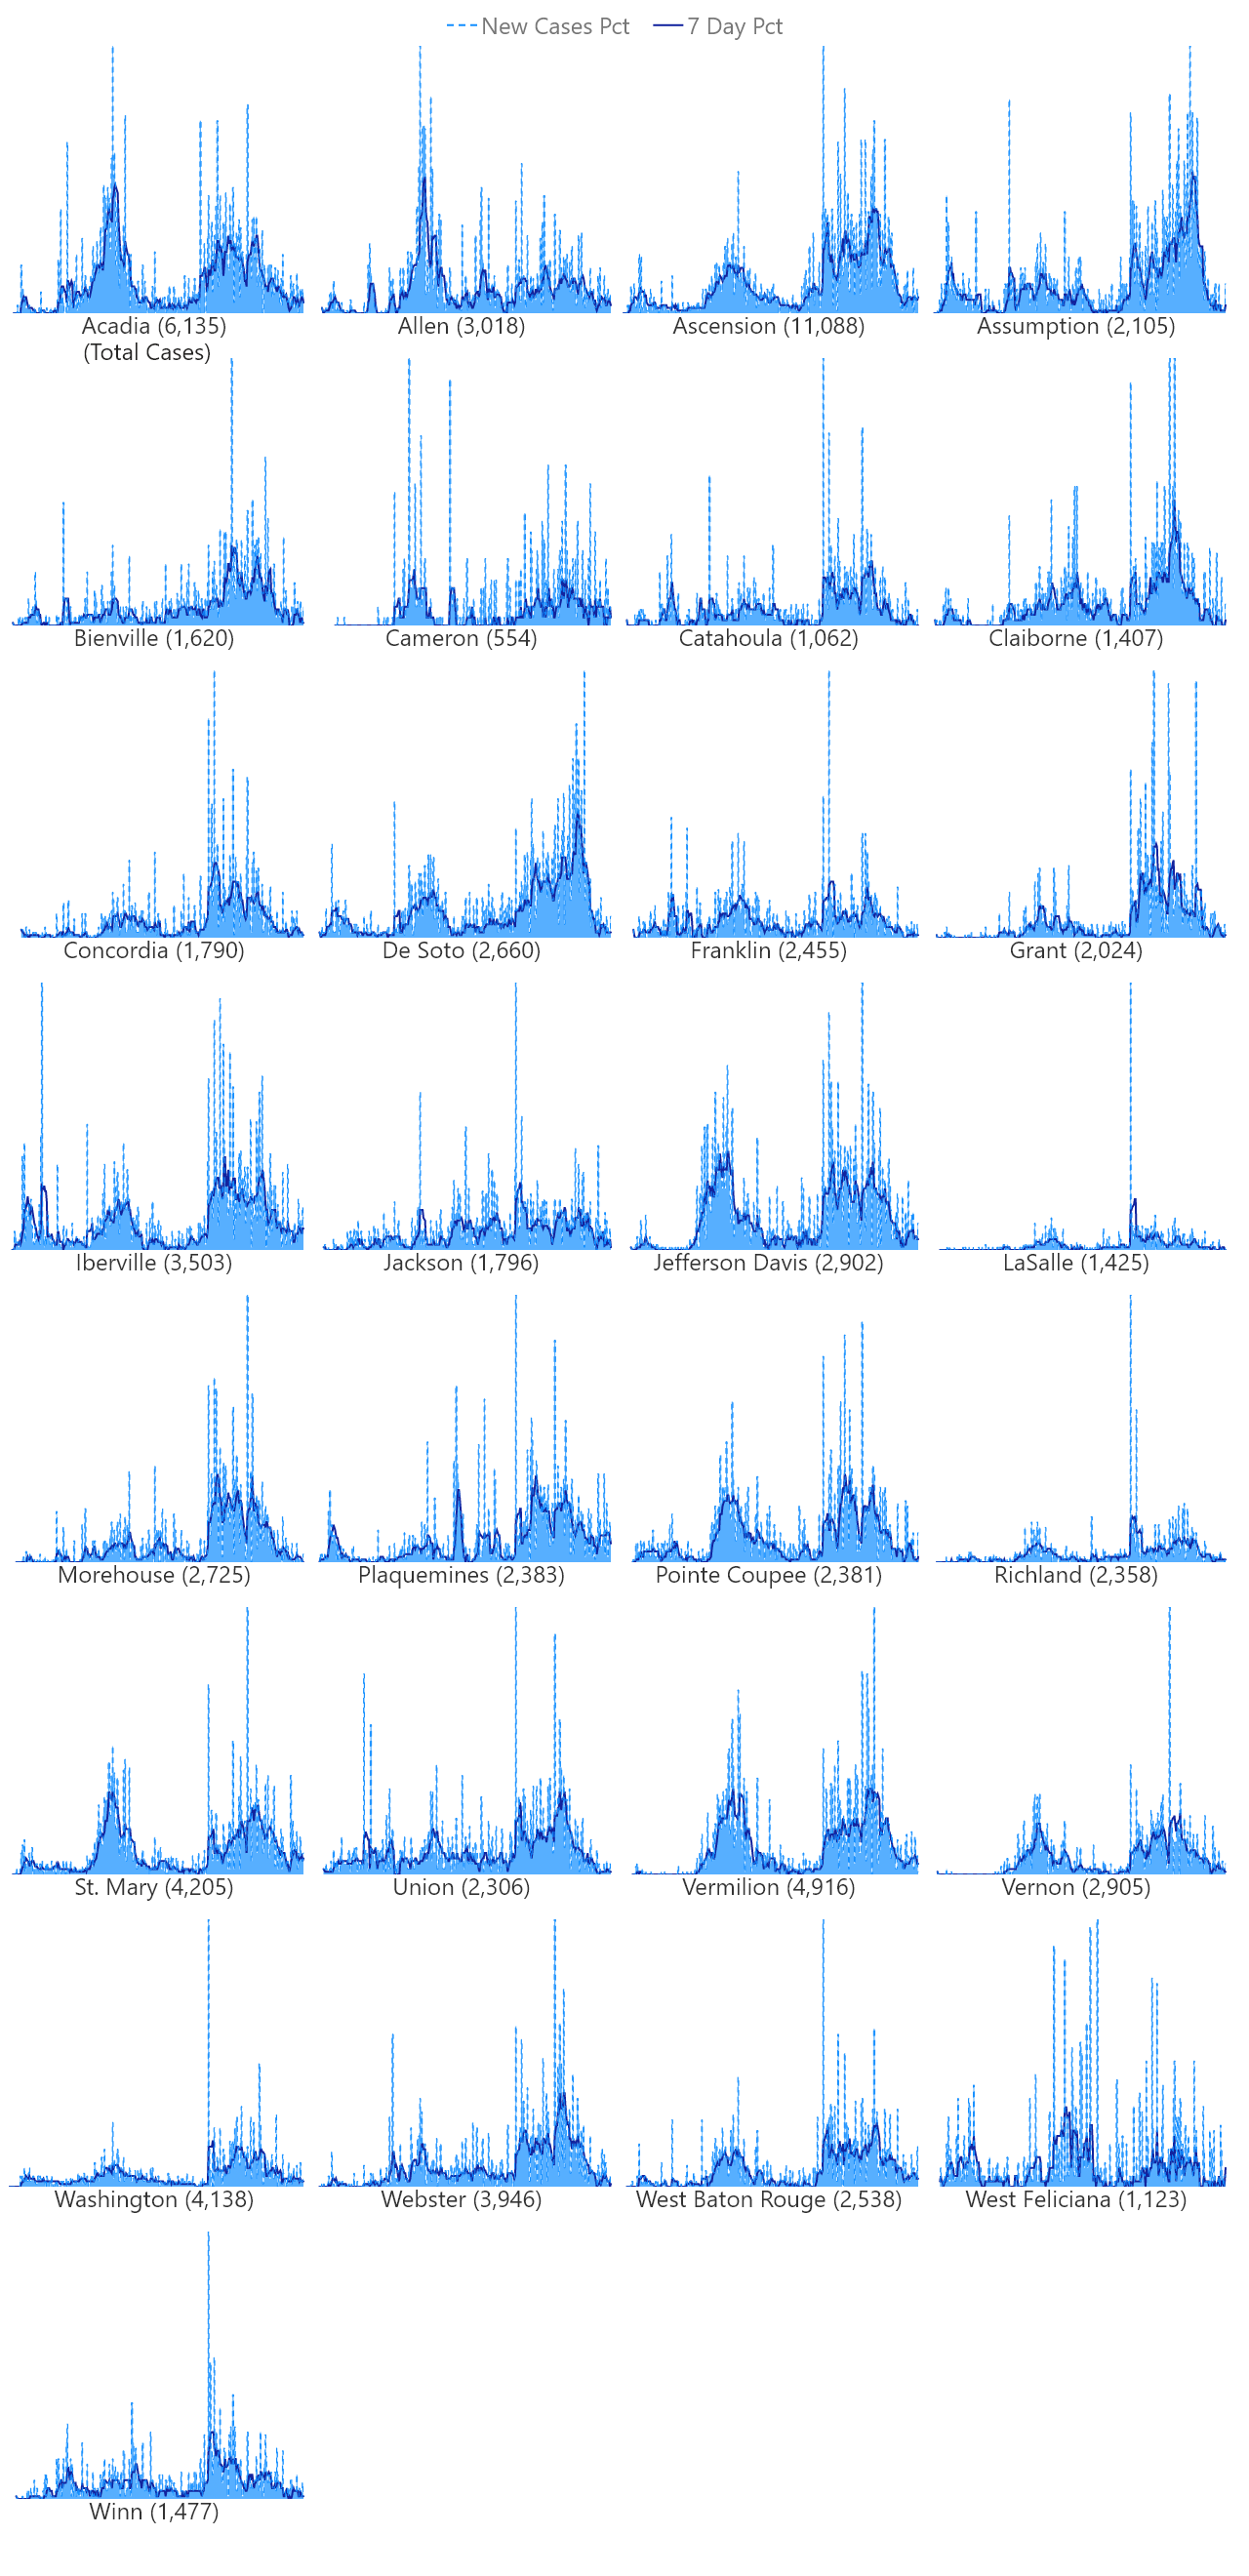 New Cases Pct 7 Day Pct
Acadia (6,135) Allen (3,018) Ascension (11,088) Assumption (2,105)
(Total Cases)
Bienville (1,620) Cameron (554) Catahoula (1,062) Claiborne (1,407)
Concordia (1,790) De Soto (2,660) Franklin (2,455) Grant (2,024)
Iberville (3,503) Jackson (1,796) Jefferson Davis (2,902) LaSalle (1,425)
Morehouse (2,725) Plaquemines (2,383) Pointe Coupee (2,381) Richland (2,358)
St. Mary (4,205) Union (2,306) Vermilion (4,916) Vernon (2,905)
Washington (4,138) Webster (3,946) West Baton Rouge (2,538) West Feliciana (1,123)
Winn (1,477)